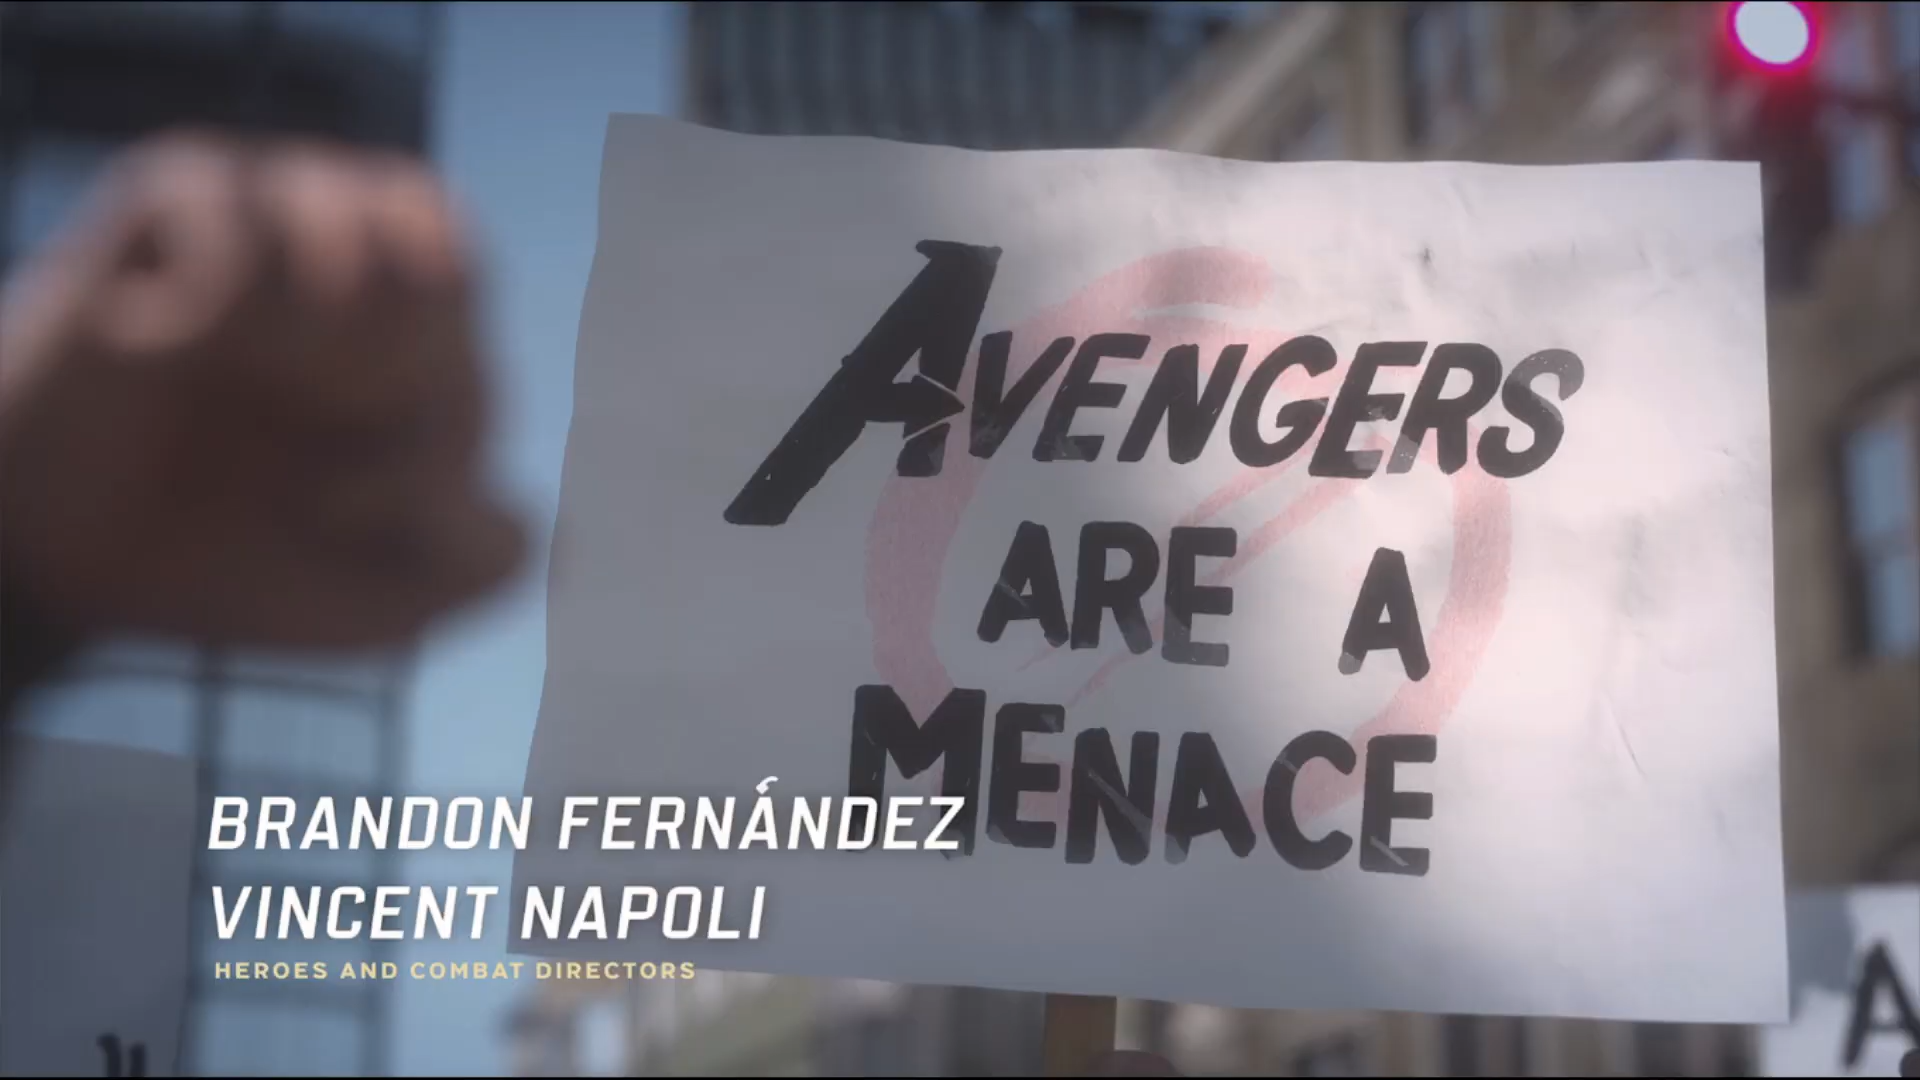 AVENGERS
ARE A
MENACE
BRANDON FERNÁNDEZ
VINCENT NAPOLI
HEROES AND COMBAT DIRECTORS
A